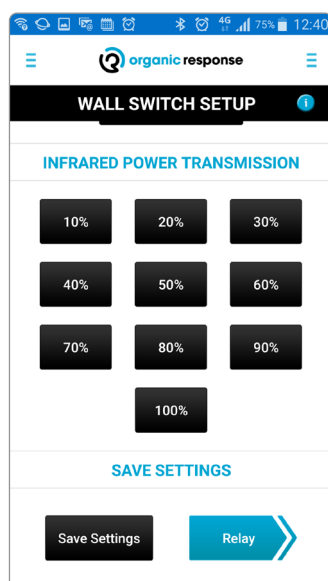 4G 75% 12:40
organic response
WALL SWITCH SETUP
INFRARED POWER TRANSMISSION
10% 20% 30%
40% 50% 60%
70% 80% 90%
100%
SAVE SETTINGS
Save Settings Relay